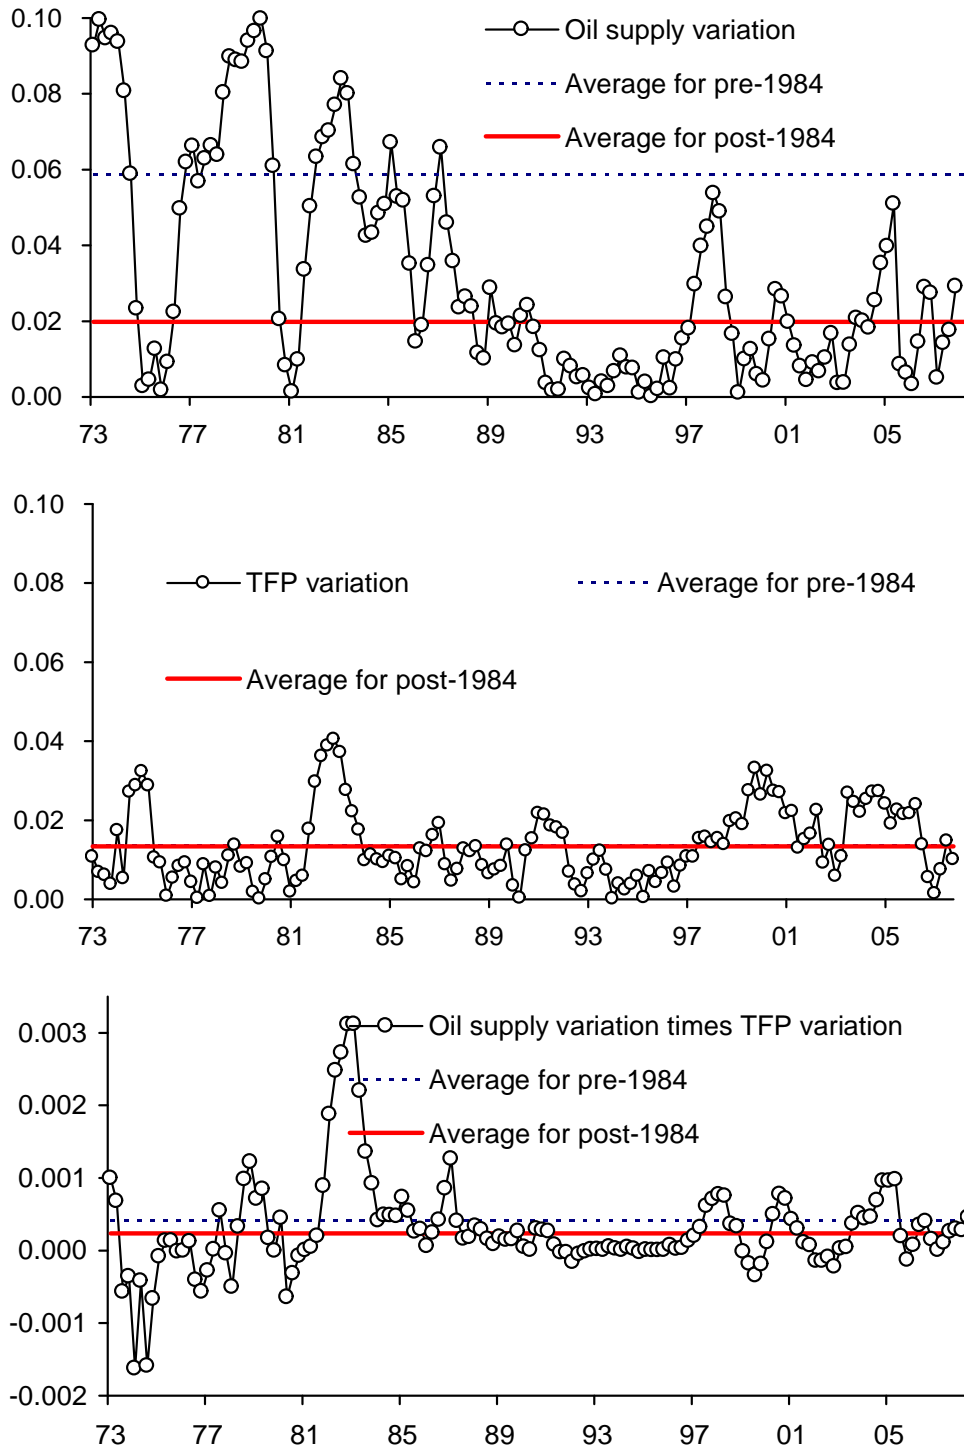 0.10
Oil supply variation
0.08
Average for pre-1984
Average for post-1984
0.06
0.04
0.02
0.00
73 77 81 85 89 93 97 01 05
0.10
0.08
TFP variation Average for pre-1984
0.06
Average for post-1984
0.04
0.02
0.00
73 77 81 85 89 93 97 01 05
0.003
Oil supply variation times TFP variation
Average for pre-1984
0.002
Average for post-1984
0.001
0.000
-0.001
-0.002
73 77 81 85 89 93 97 01 05